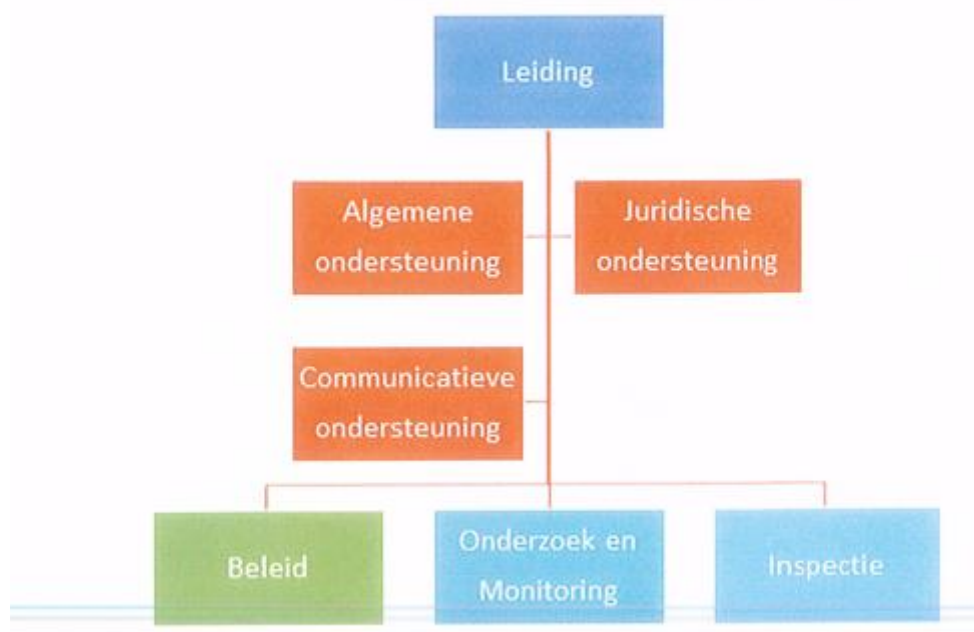 Leiding
Algemene
ondersteuning
Juridische
ondersteuning
Communicatieve
ondersteuning
Beleid
Onderzoek en
Monitoring
Inspectie